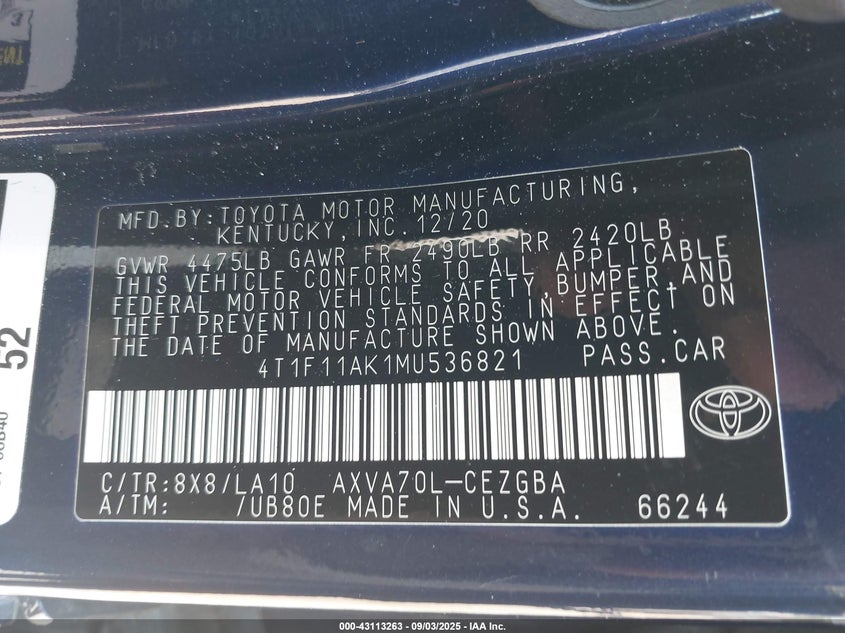 MFD.BY:TOYOTA MOTOR MANUFACTURING,
KENTUCKY,INC.12/20
GVWR 4475LB GAWR FR 2490LB RR 2420LB
THIS VEHICLE CONFORMS TO ALL APPLICABLE
FEDERAL MOTOR VEHICLE SAFETY,BUMPER,AND
THEFT PREVENTION STANDARDS IN EFFECT ON
THE DATE OF MANUFACTURE SHOWN ABOVE.
4T1F11AK1MU536821 PASS.CAR
C/TR:8X8/LA10 AXVA70L-CEZGBA
A/TM: /UB80E MADE IN U.S.A. 66244
52
000-43113263 - 09/03/2025 - IAA Inc.